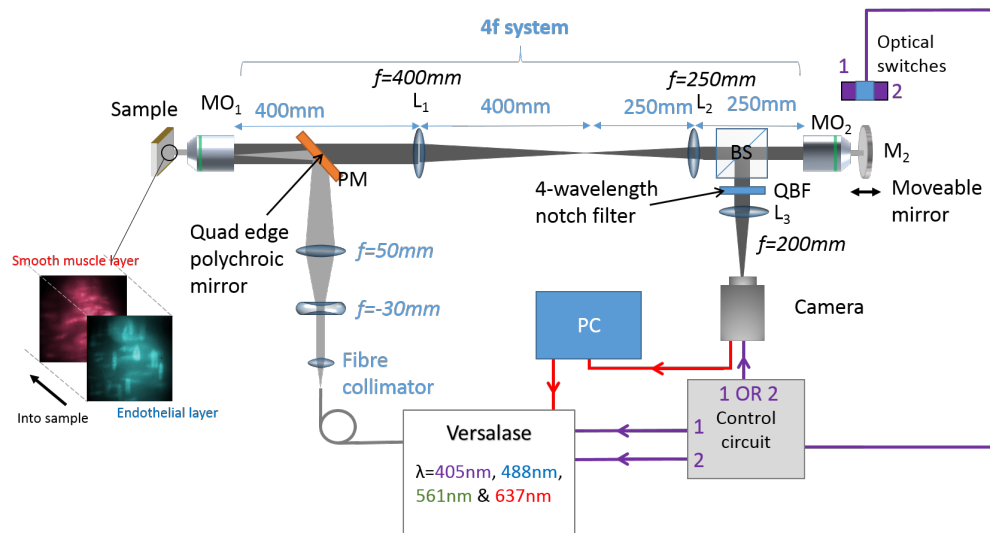 4f system
f=400mm
f=250mm
Optical
switches
1
2
Sample
MO1
400mm
L1
400mm
250mm
L2
250mm
MO2
PM
BS
M2
4-wavelength
notch filter
QBF
L3
Moveable
mirror
Quad edge
polychroic
mirror
f=50mm
f=200mm
Smooth muscle layer
f=-30mm
Camera
PC
Fibre
collimator
Into sample
Endothelial layer
Versalase
λ=405nm, 488nm,
561nm & 637nm
1 OR 2
Control
circuit
1
2